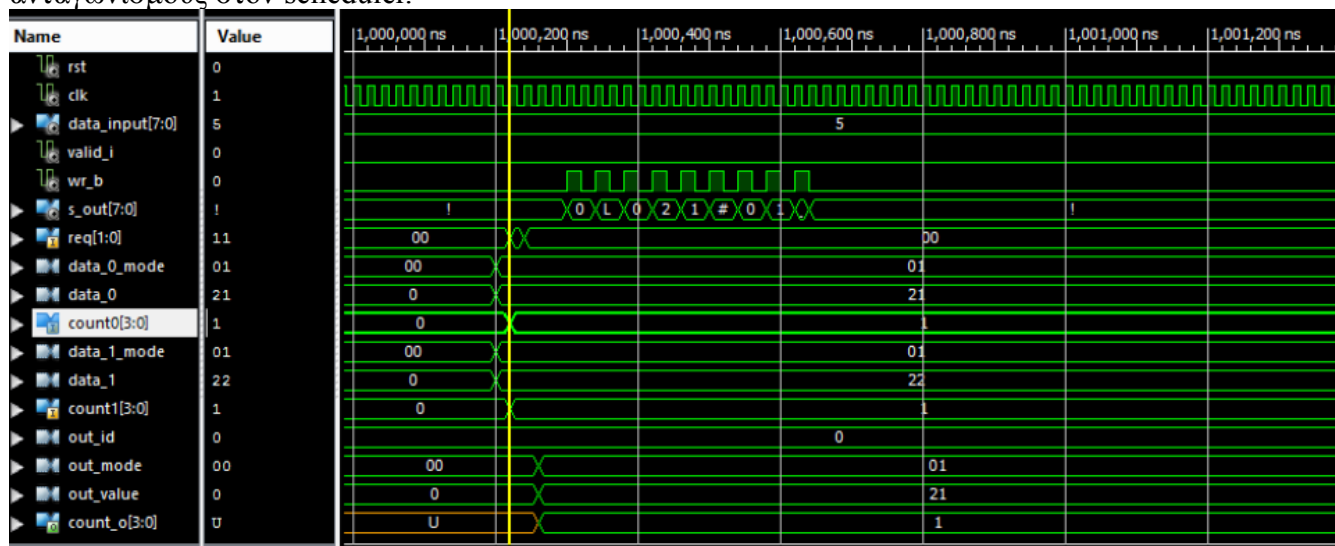 ανταγωνισμούς στον scheduler.
Name Value 1,000,000 ns 1,000,200 ns 1,000,400 ns 1,000,600 ns 1,000,800 ns 1,001,000 ns 1,001,200 ns
rst 0
clk 1
data_input[7:0] 5 5
valid_i 0
wr_b 0
s_out[7:0] ! ! 0 L 0 2 1 # 0 1 . !
req[1:0] 11 00 00
data_0_mode 01 00 01
data_0 21 0 21
count0[3:0] 1 0 1
data_1_mode 01 00 01
data_1 22 0 22
count1[3:0] 1 0 1
out_id 0 0
out_mode 00 00 01
out_value 0 0 21
count_o[3:0] U U 1